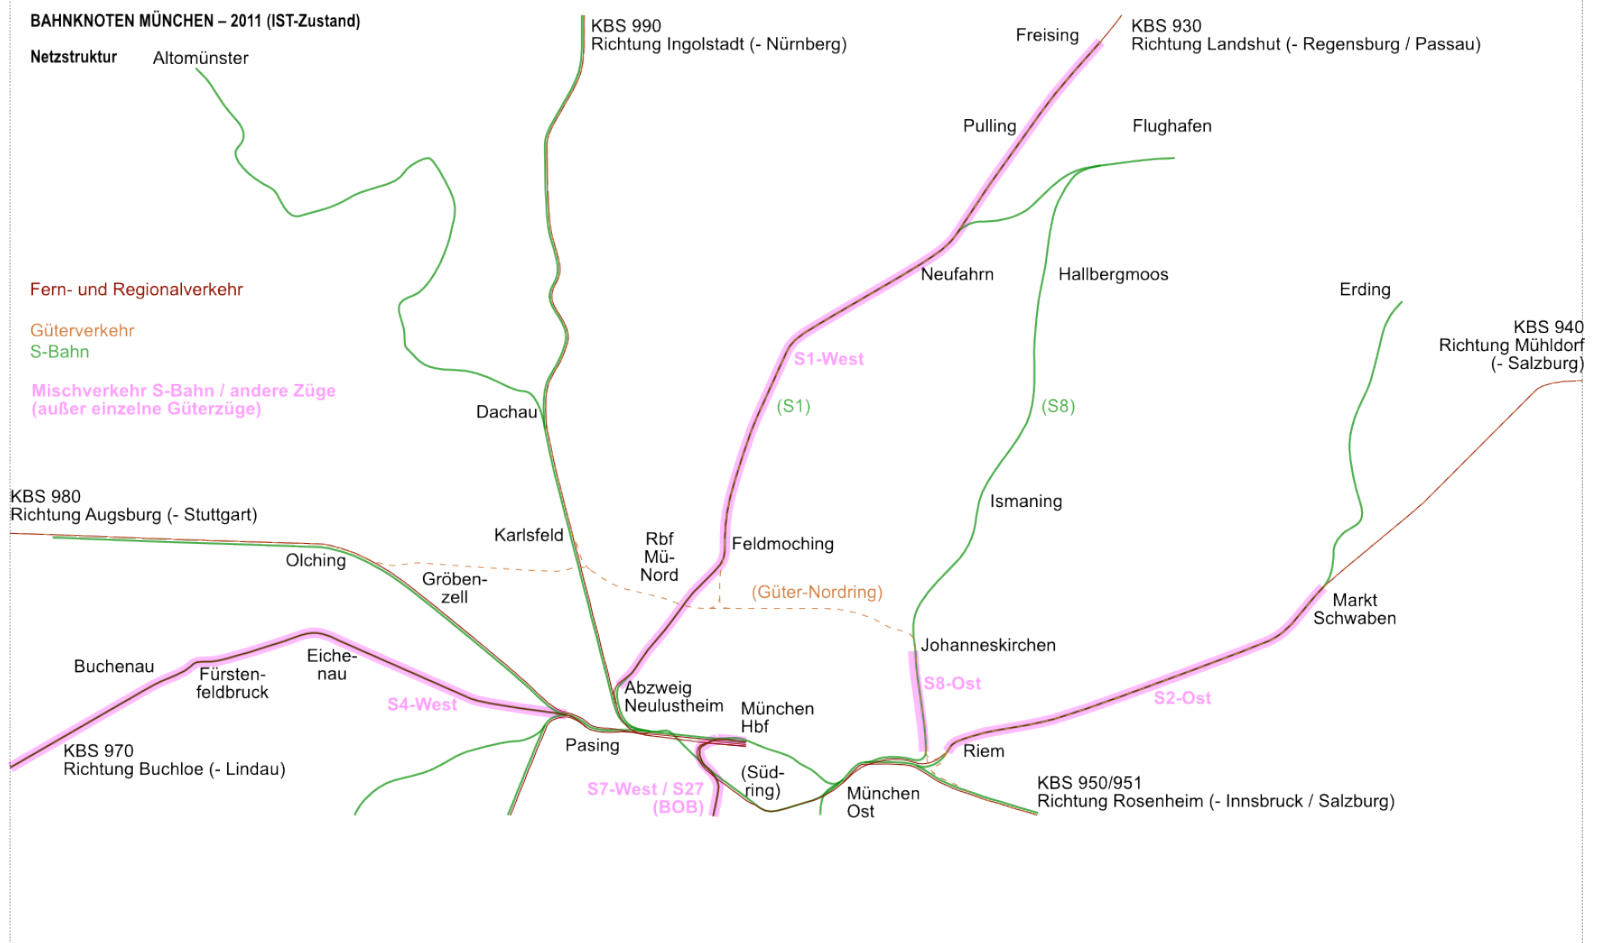 BAHNKNOTEN MÜNCHEN – 2011 (IST-Zustand)
Netzstruktur
Altomünster
KBS 990
Richtung Ingolstadt (- Nürnberg)
Freising
KBS 930
Richtung Landshut (- Regensburg / Passau)
Pulling
Flughafen
Neufahrn
Hallbergmoos
Erding
Fern- und Regionalverkehr
Güterverkehr
S-Bahn
Mischverkehr S-Bahn / andere Züge
(außer einzelne Güterzüge)
KBS 940
Richtung Mühldorf
(- Salzburg)
S1-West
(S1)
(S8)
Dachau
KBS 980
Richtung Augsburg (- Stuttgart)
Ismaning
Karlsfeld
Rbf
Mü-
Nord
Feldmoching
Olching
Gröben-
zell
(Güter-Nordring)
Markt
Schwaben
Johanneskirchen
Buchenau
Fürsten-
feldbruck
Eiche-
nau
S4-West
Abzweig
Neulustheim
München
Hbf
S8-Ost
S2-Ost
Pasing
Riem
KBS 970
Richtung Buchloe (- Lindau)
S7-West / S27
(BOB)
(Süd-
ring)
München
Ost
KBS 950/951
Richtung Rosenheim (- Innsbruck / Salzburg)